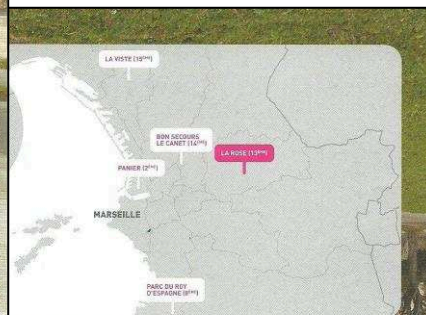 LA VISTE (15ème)
BON SECOURS
LE CANET (14ème)
LA ROSE (13ème)
PANIER (2ème)
MARSEILLE
PARC DU ROY
D'ESPAGNE (8ème)